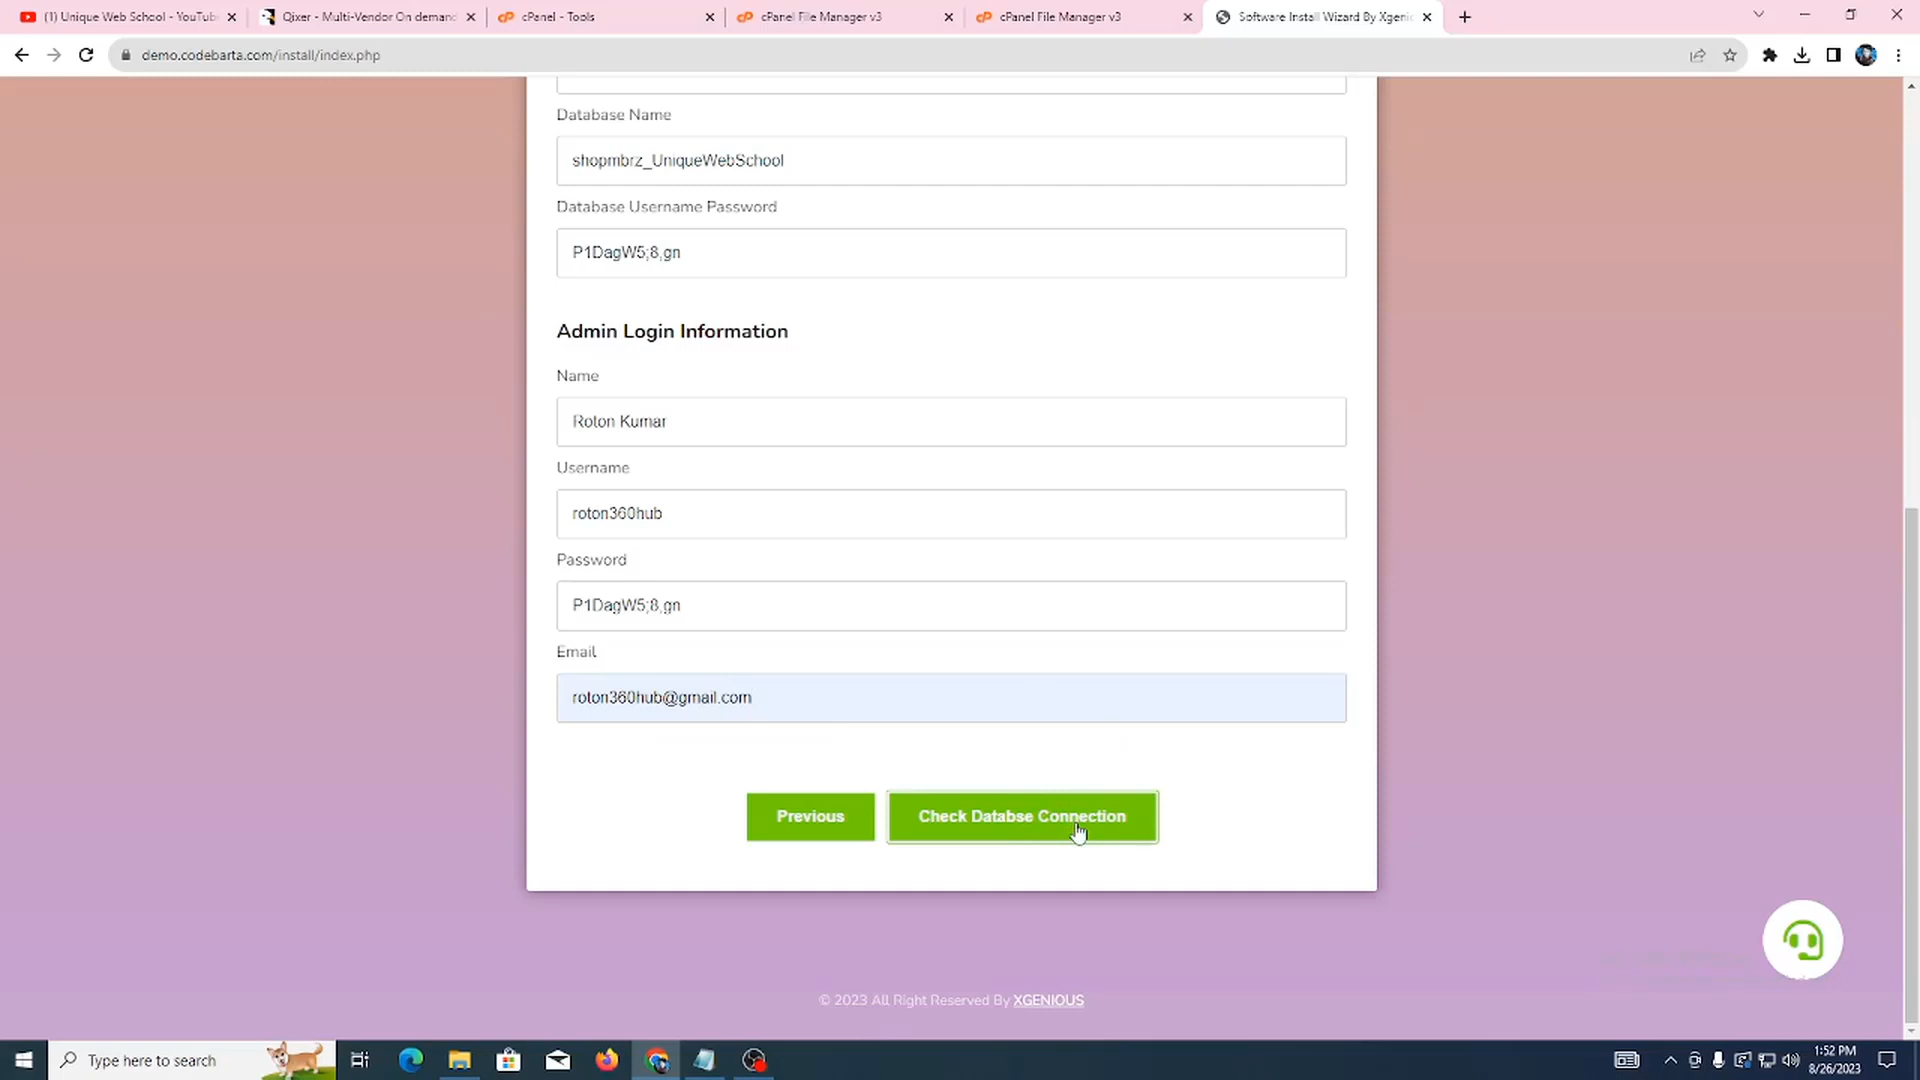 (1) Unique Web School - YouTub
Qixer - Multi-Vendor On demand
cPanel - Tools
cPanel File Manager v3
cPanel File Manager v3
Software Install Wizard By Xgenio
demo.codebarta.com/install/index.php
Database Name
shopmbrz_UniqueWebSchool
Database Username Password
P1DagW5;8,gn
Admin Login Information
Name
Roton Kumar
Username
roton360hub
Password
P1DagW5;8,gn
Email
roton360hub@gmail.com
Previous
Check Databse Connection
© 2023 All Right Reserved By XGENIOUS
Type here to search
1:52 PM
8/26/2023